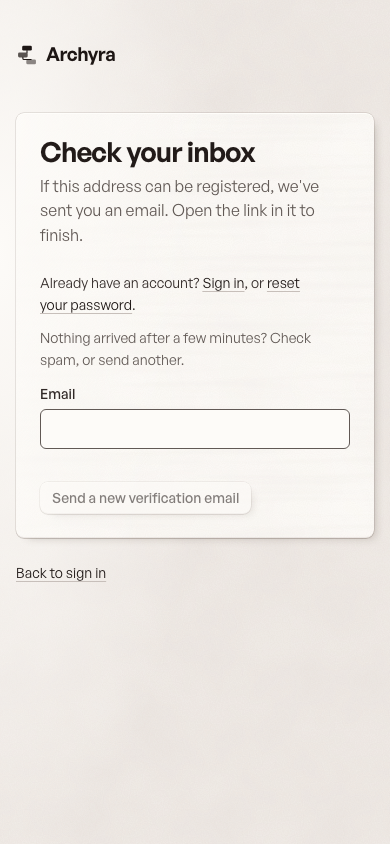 Archyra
Check your inbox
If this address can be registered, we've
sent you an email. Open the link in it to
finish.
Already have an account? Sign in, or reset
your password.
Nothing arrived after a few minutes? Check
spam, or send another.
Email
Send a new verification email
Back to sign in